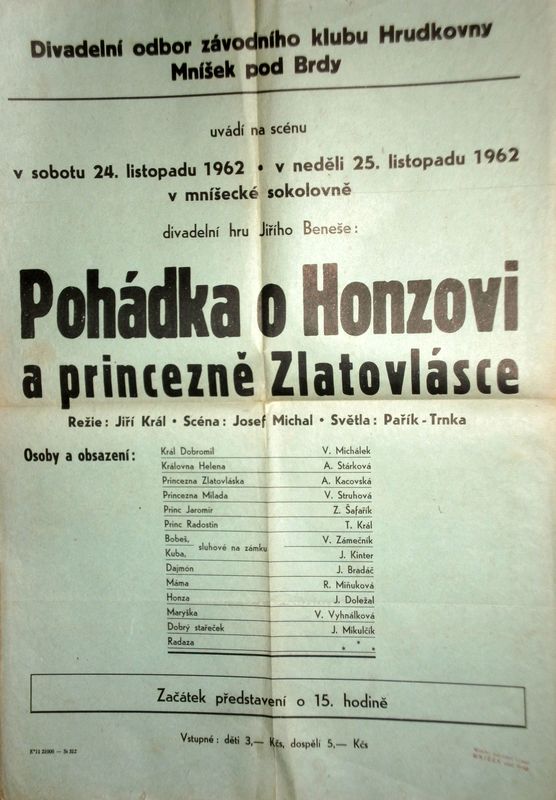 Divadelní odbor závodního klubu Hrudkovny
Mníšek pod Brdy
uvádí na scénu
v sobotu 24. listopadu 1962 • v neděli 25. listopadu 1962
v mníšecké sokolovně
divadelní hru Jiřího Beneše:
Pohádka o Honzovi
a princezně Zlatovlásce
Režie: Jiří Král • Scéna: Josef Michal • Světla: Pařík - Trnka
Osoby a obsazení:
Král Dobromil V. Michálek
Královna Helena A. Stárková
Princezna Zlatovláska A. Kacovská
Princezna Milada V. Struhová
Princ Jaromír Z. Šafařík
Princ Radostin T. Král
Bobeš, sluhové na zámku V. Zámečník
Kuba, J. Kinter
Dajmón J. Bradáč
Máma R. Miňuková
Honza J. Doležal
Maryška V. Vyhnálková
Dobrý stařeček J. Mikulčík
Radaza * * *
Začátek představení o 15. hodině
Vstupné: děti 3,— Kčs, dospělí 5,— Kčs